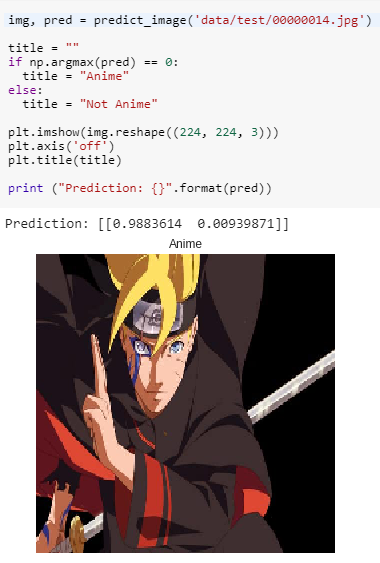 img, pred = predict_image('data/test/00000014.jpg')
title = ""
if np.argmax(pred) == 0:
  title = "Anime"
else:
  title = "Not Anime"
plt.imshow(img.reshape((224, 224, 3)))
plt.axis('off')
plt.title(title)
print ("Prediction: {}".format(pred))
Prediction: [[0.9883614  0.00939871]]
Anime